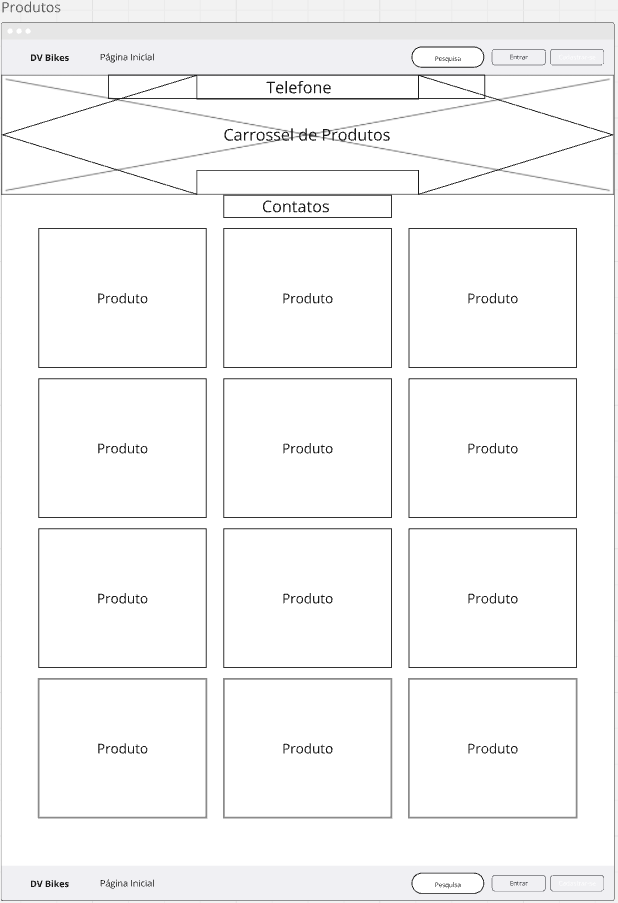 Produtos
DV Bikes Página Inicial Pesquisa Entrar
Telefone
Carrossel de Produtos
Contatos
Produto Produto Produto
Produto Produto Produto
Produto Produto Produto
Produto Produto Produto
DV Bikes Página Inicial Pesquisa Entrar